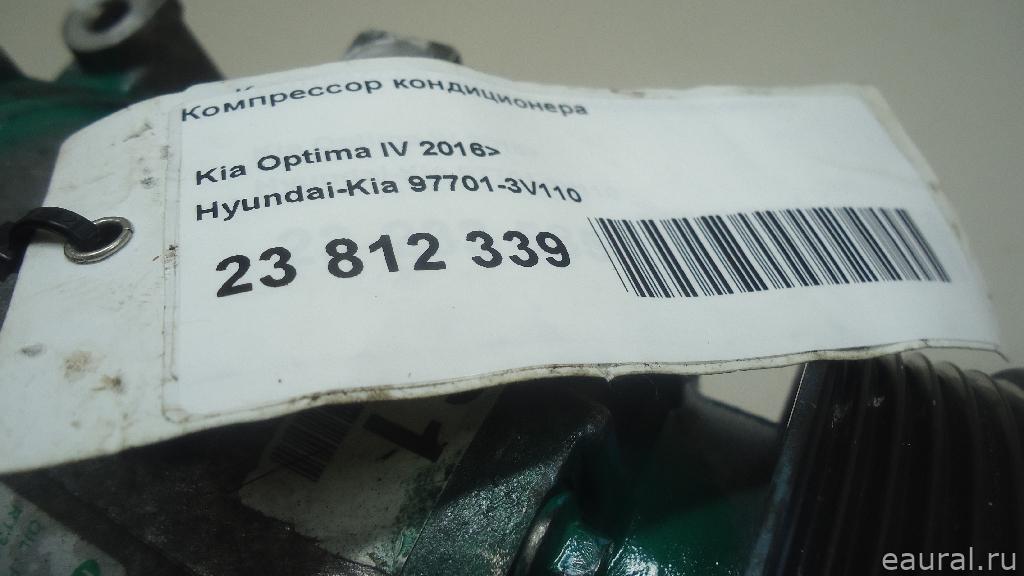 Компрессор кондиционера
Kia Optima IV 2016>
Hyundai-Kia 97701-3V110
23 812 339
eaural.ru